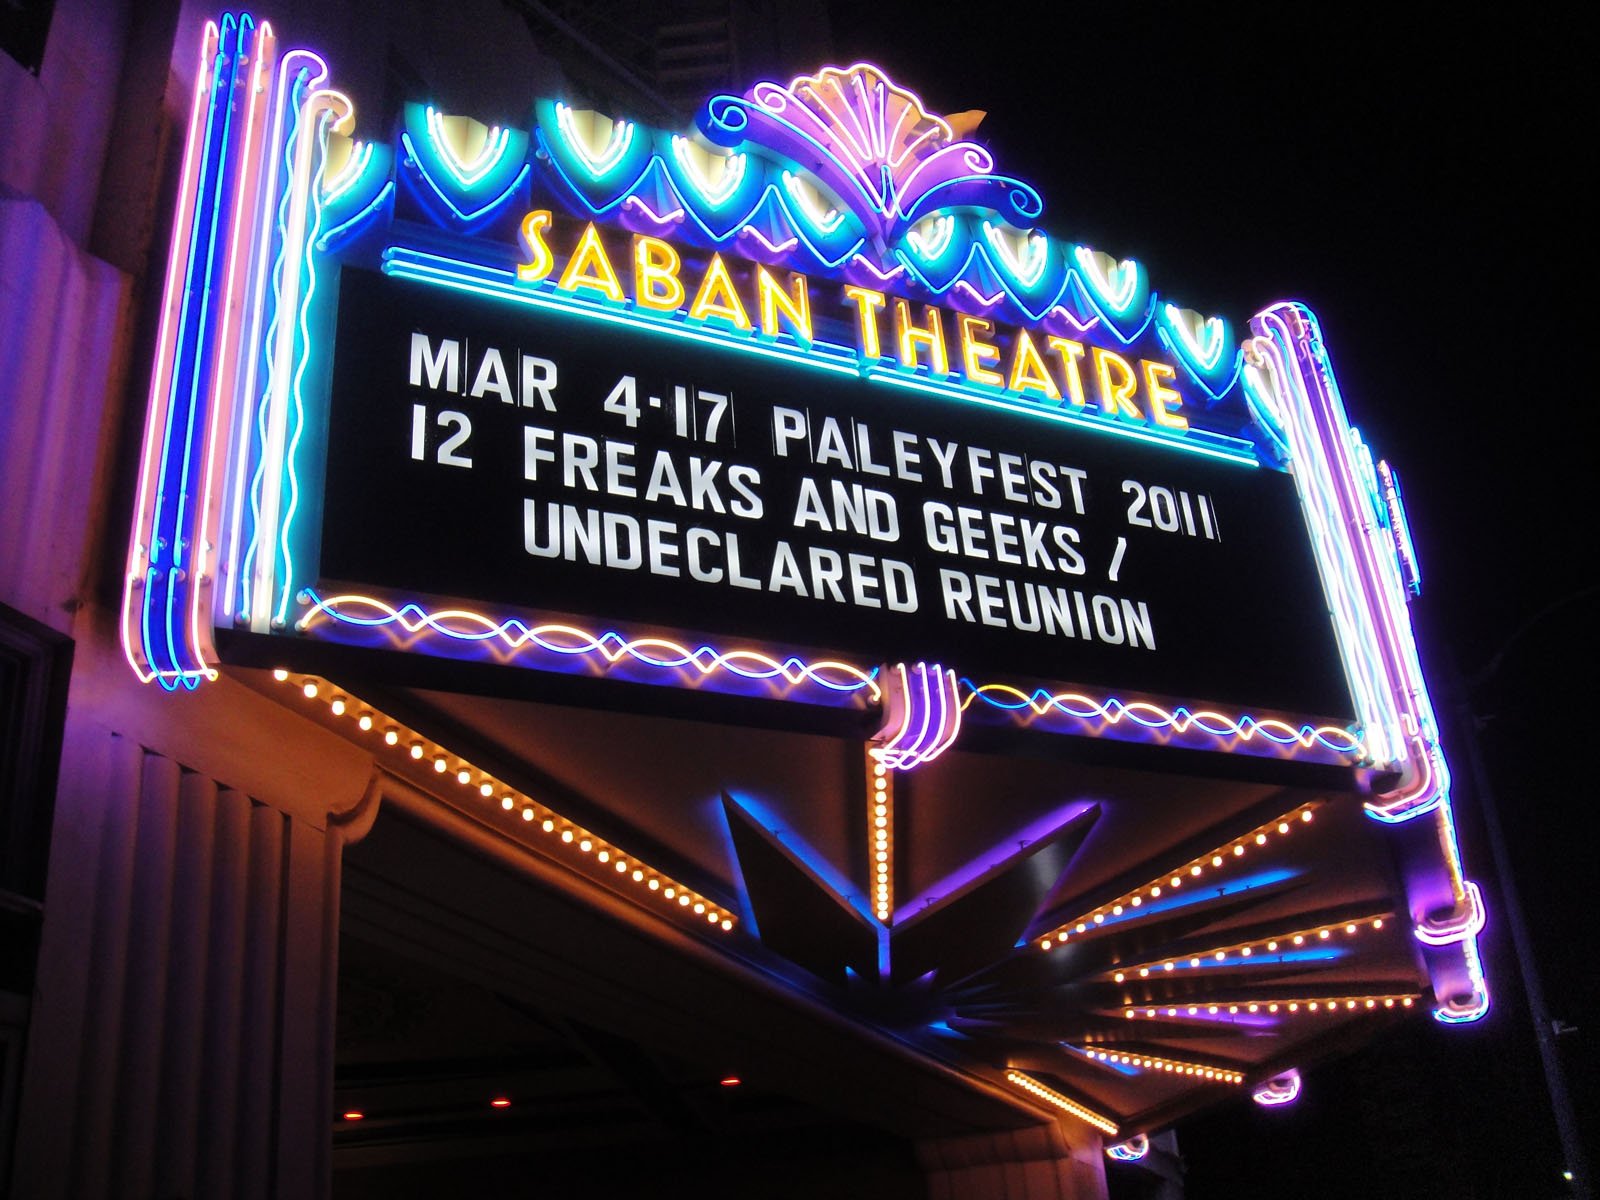 SABAN THEATRE
MAR 4-17 PALEYFEST 2011
12 FREAKS AND GEEKS /
UNDECLARED REUNION